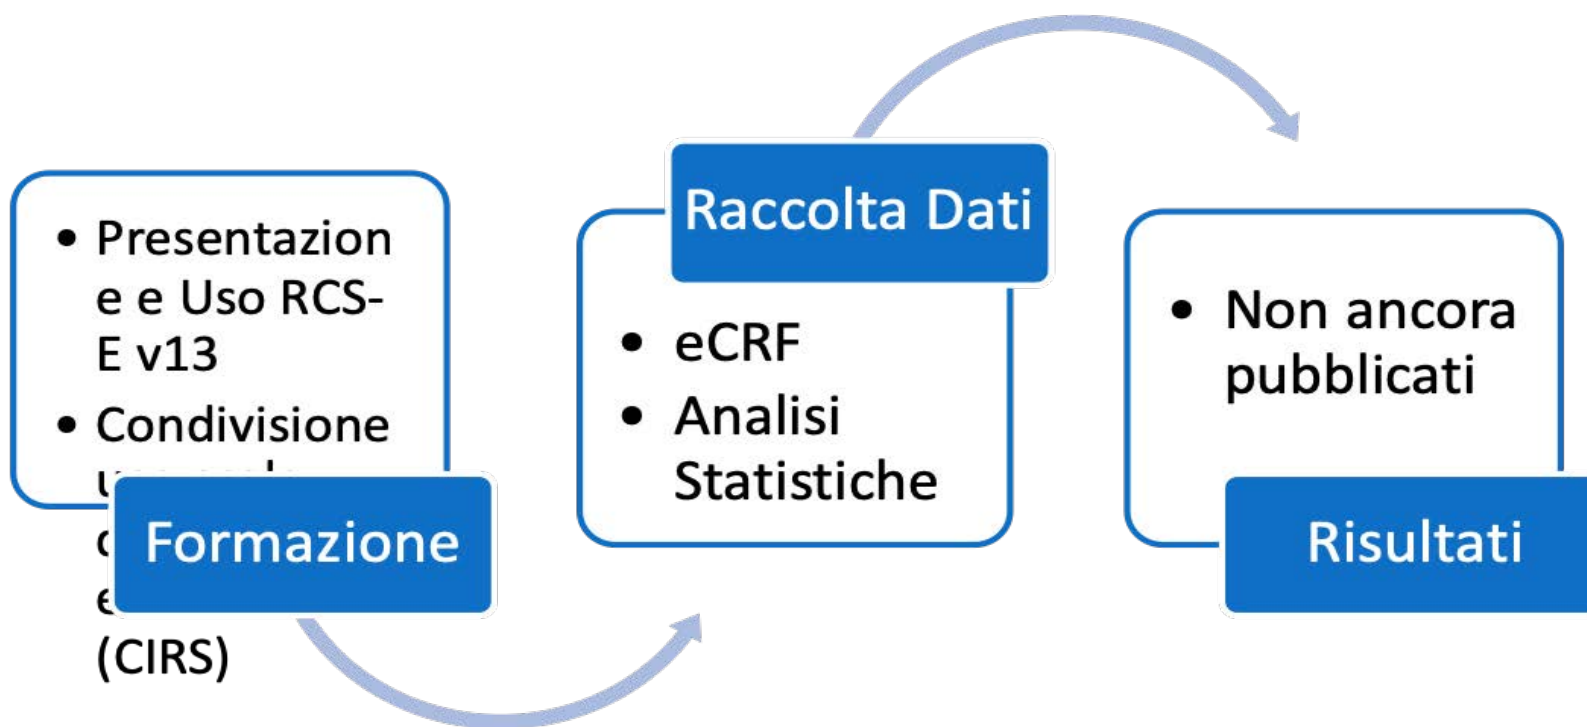 • Presentazion
e e Uso RCS-
E v13
• Condivisione
(CIRS)
Formazione
Raccolta Dati
• eCRF
• Analisi
Statistiche
• Non ancora
pubblicati
Risultati